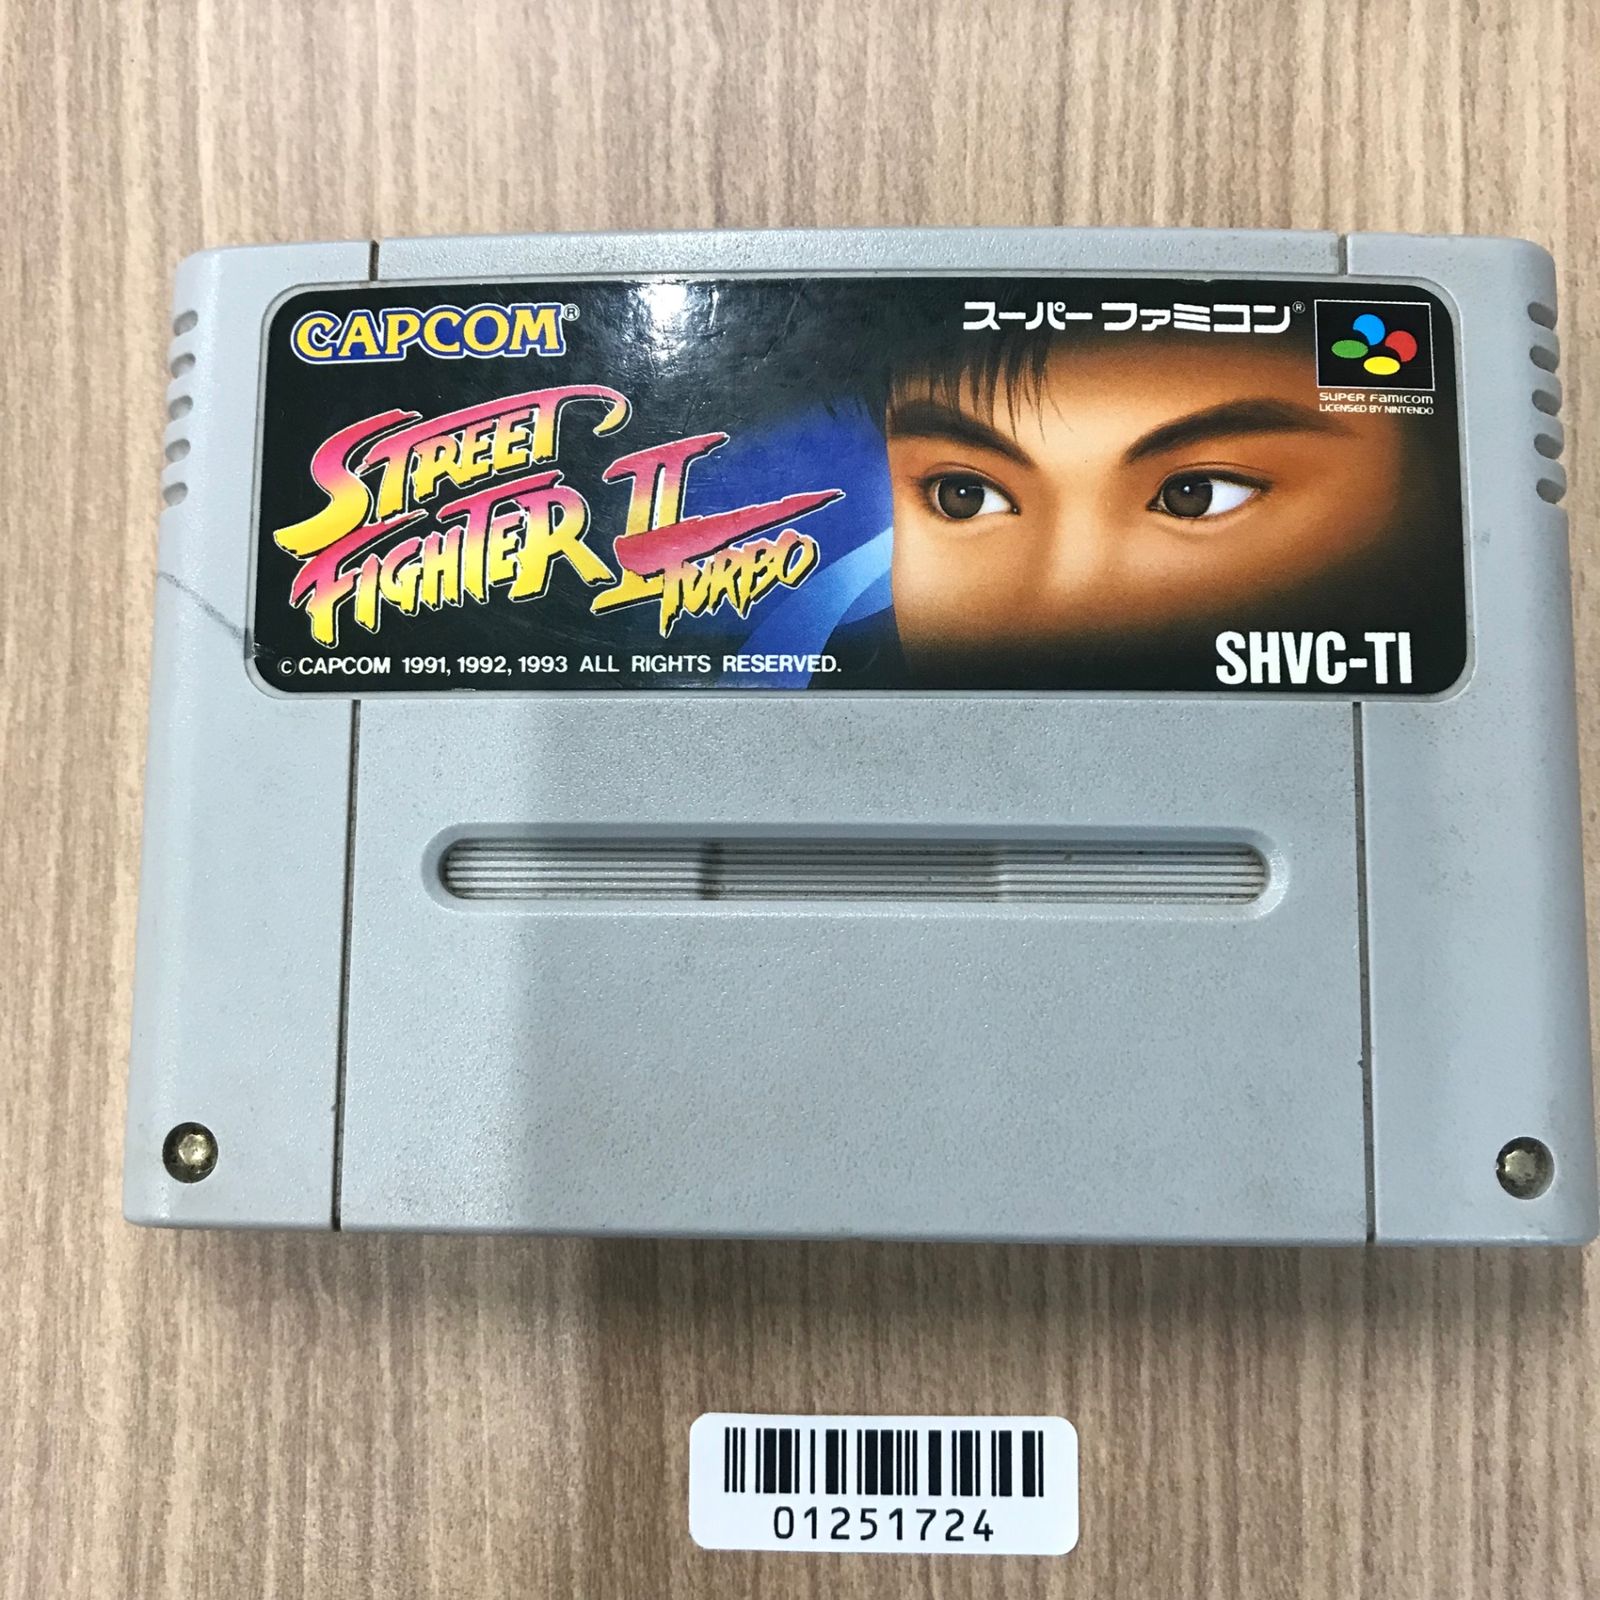 CAPCOM®
スーパーファミコン®
SUPER FAMICOM
LICENSED BY NINTENDO
STREET
FIGHTER II
TURBO
©CAPCOM 1991, 1992, 1993 ALL RIGHTS RESERVED.
SHVC-TI
01251724